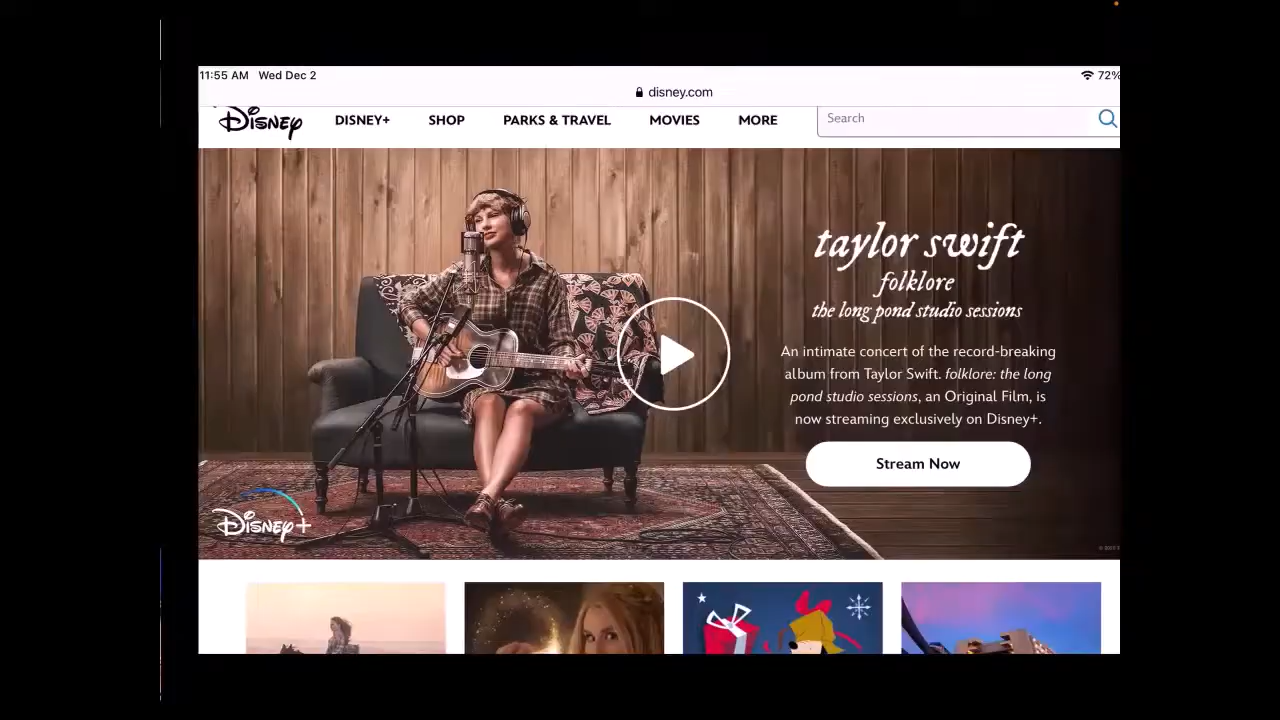 11:55 AM Wed Dec 2
72%
disney.com
Disney
DISNEY+
SHOP
PARKS & TRAVEL
MOVIES
MORE
Search
taylor swift
folklore
the long pond studio sessions
An intimate concert of the record-breaking
album from Taylor Swift. folklore: the long
pond studio sessions, an Original Film, is
now streaming exclusively on Disney+.
Stream Now
Disney+